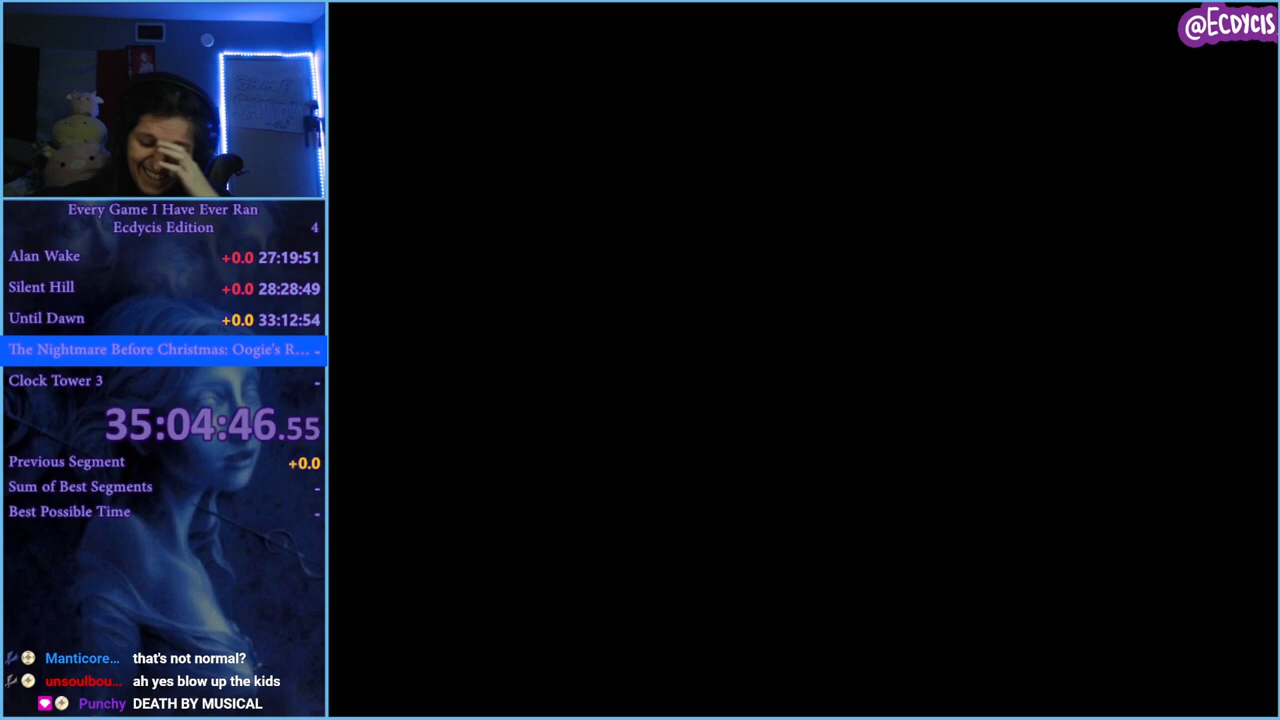 @ECDYCIS
GAME
Every Game I Have Ever Ran
Ecdycis Edition 4
Alan Wake +0.0 27:19:51
Silent Hill +0.0 28:28:49
Until Dawn +0.0 33:12:54
The Nightmare Before Christmas: Oogie's R... -
Clock Tower 3 -
35:04:46.55
Previous Segment +0.0
Sum of Best Segments -
Best Possible Time -
Manticore... that's not normal?
unsoulbou... ah yes blow up the kids
Punchy DEATH BY MUSICAL